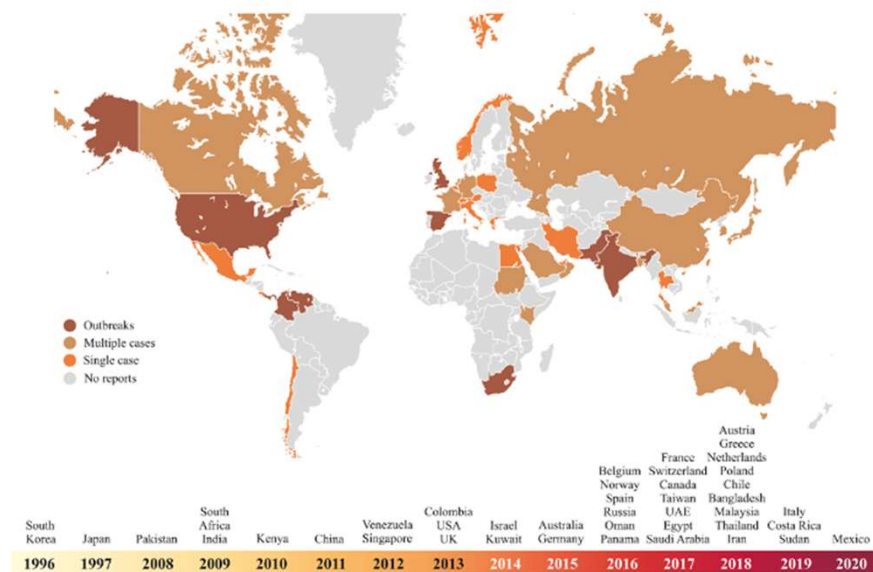 Outbreaks
Multiple cases
Single case
No reports
South
Korea
1996
Japan
1997
Pakistan
2008
South
Africa
India
2009
Kenya
2010
China
2011
Venezuela
Singapore
2012
Colombia
USA
UK
2013
Israel
Kuwait
2014
Australia
Germany
2015
Belgium
Norway
Spain
Russia
Oman
Panama
2016
France
Switzerland
Canada
Taiwan
UAE
Egypt
Saudi Arabia
2017
Austria
Greece
Netherlands
Poland
Chile
Bangladesh
Malaysia
Thailand
Iran
2018
Italy
Costa Rica
Sudan
2019
Mexico
2020